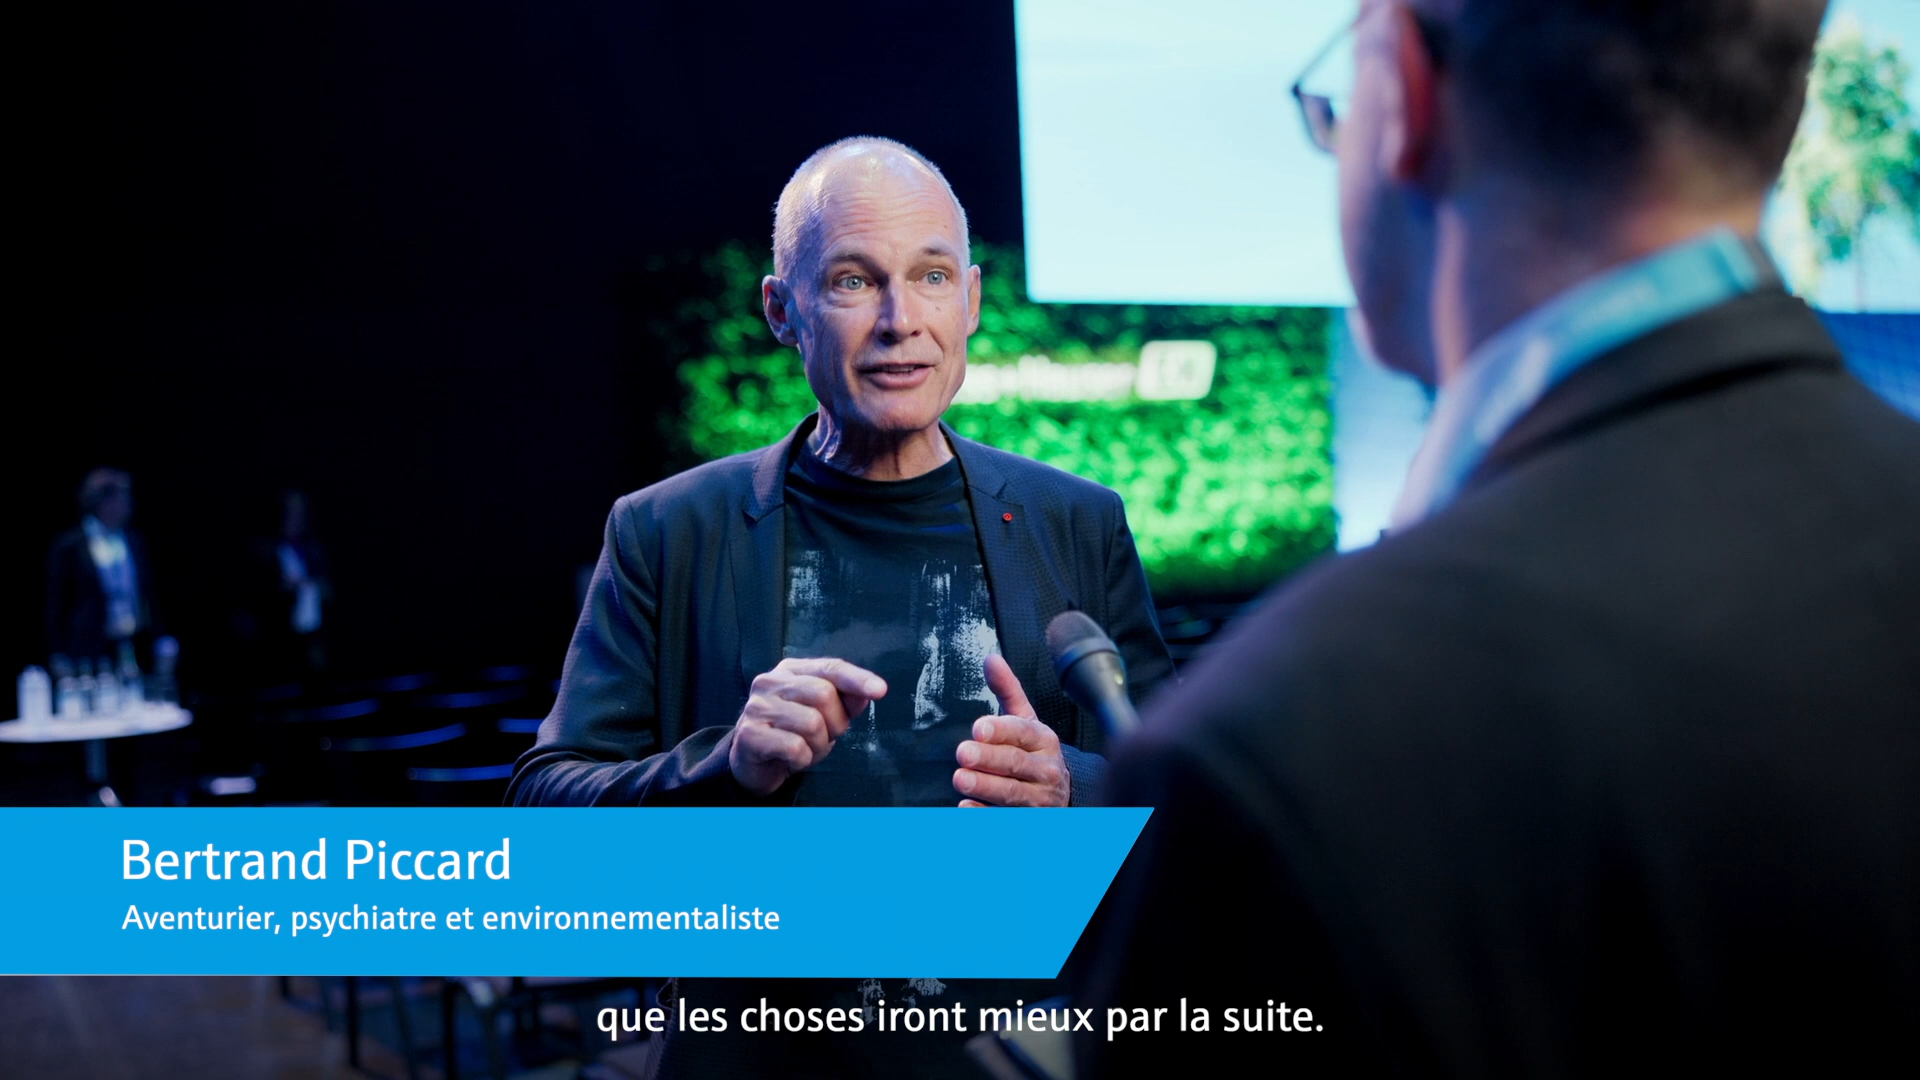 Bertrand Piccard
Aventurier, psychiatre et environnementaliste
que les choses iront mieux par la suite.